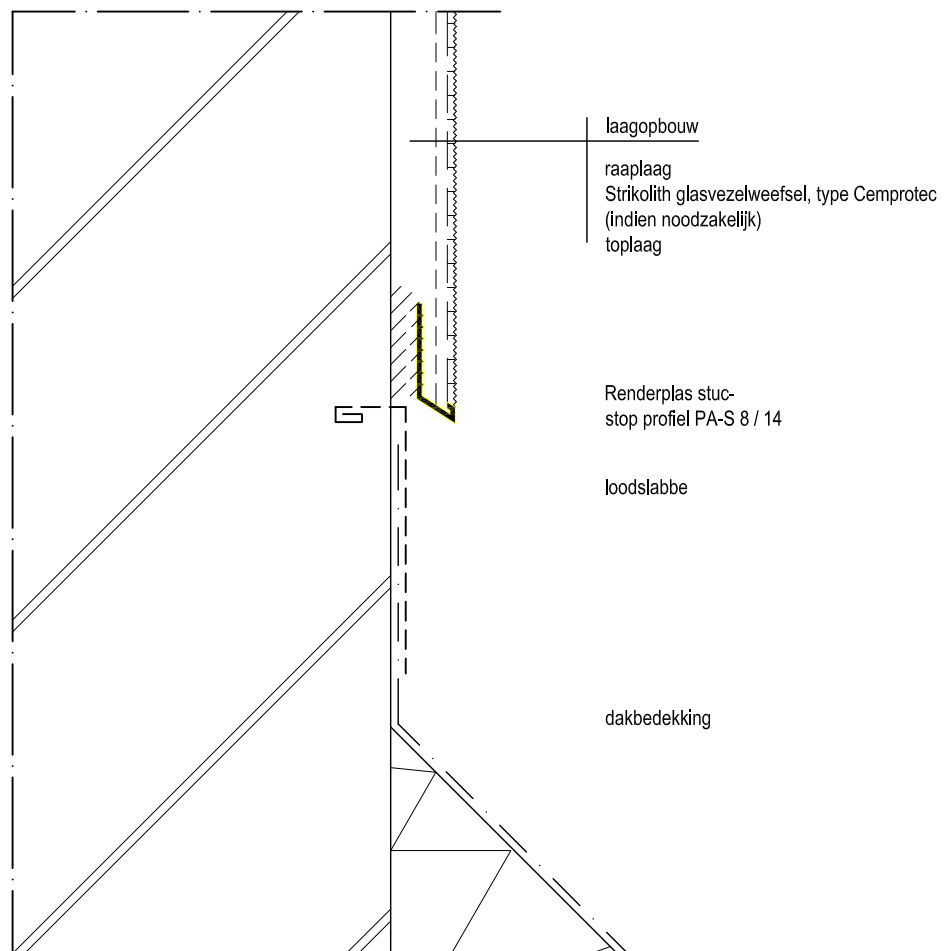 laagopbouw
raaplaag
Strikolith glasvezelweefsel, type Cemprotec
(indien noodzakelijk)
toplaag
Renderplas stuc-
stop profiel PA-S 8 / 14
loodslabbe
dakbedekking